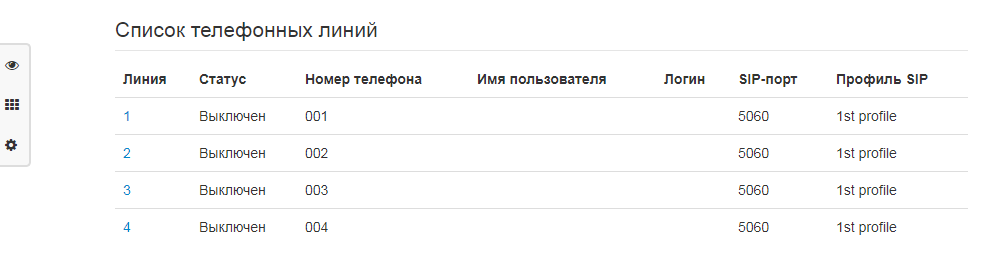 Список телефонных линий
Линия Статус Номер телефона Имя пользователя Логин SIP-порт Профиль SIP
1 Выключен 001 5060 1st profile
2 Выключен 002 5060 1st profile
3 Выключен 003 5060 1st profile
4 Выключен 004 5060 1st profile